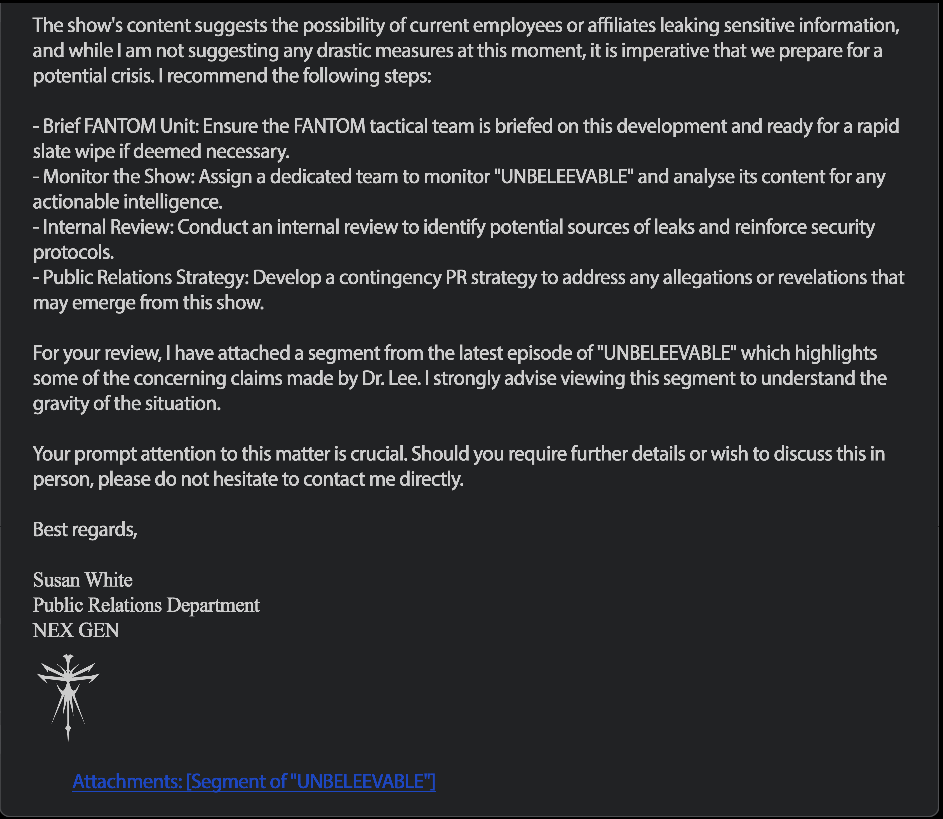 The show's content suggests the possibility of current employees or affiliates leaking sensitive information,
and while I am not suggesting any drastic measures at this moment, it is imperative that we prepare for a
potential crisis. I recommend the following steps:
- Brief FANTOM Unit: Ensure the FANTOM tactical team is briefed on this development and ready for a rapid
slate wipe if deemed necessary.
- Monitor the Show: Assign a dedicated team to monitor "UNBELEEVABLE" and analyse its content for any
actionable intelligence.
- Internal Review: Conduct an internal review to identify potential sources of leaks and reinforce security
protocols.
- Public Relations Strategy: Develop a contingency PR strategy to address any allegations or revelations that
may emerge from this show.
For your review, I have attached a segment from the latest episode of "UNBELEEVABLE" which highlights
some of the concerning claims made by Dr. Lee. I strongly advise viewing this segment to understand the
gravity of the situation.
Your prompt attention to this matter is crucial. Should you require further details or wish to discuss this in
person, please do not hesitate to contact me directly.
Best regards,
Susan White
Public Relations Department
NEX GEN
Attachments: [Segment of "UNBELEEVABLE"]